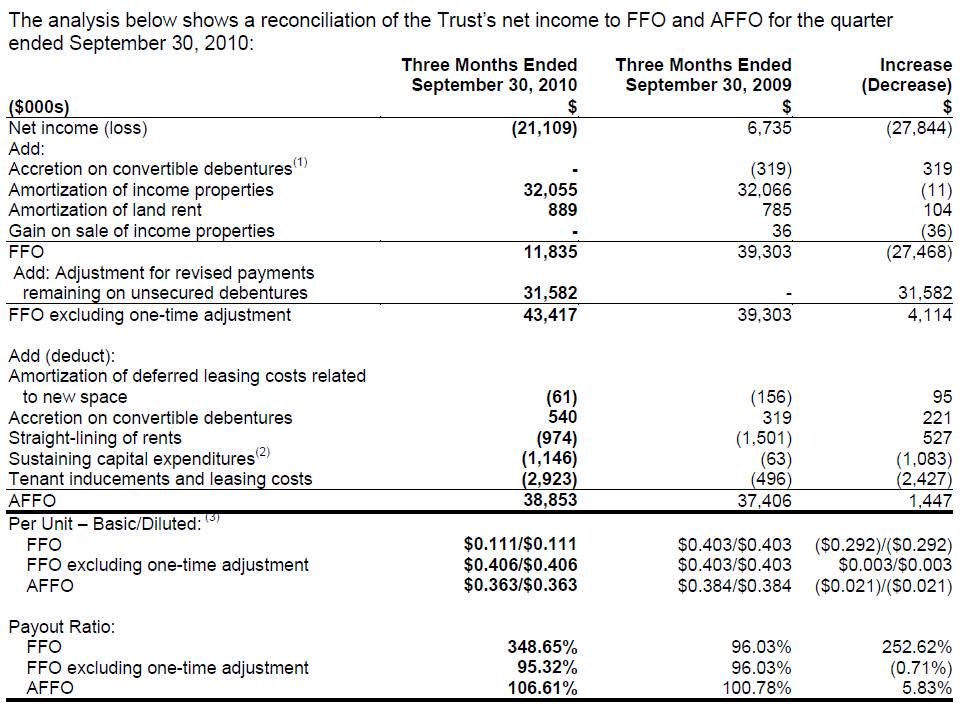 The analysis below shows a reconciliation of the Trust's net income to FFO and AFFO for the quarter
ended September 30, 2010:
Three Months Ended Three Months Ended Increase
September 30, 2010 September 30, 2009 (Decrease)
($000s) $ $ $
Net income (loss) (21,109) 6,735 (27,844)
Add:
Accretion on convertible debentures(1) - (319) 319
Amortization of income properties 32,055 32,066 (11)
Amortization of land rent 889 785 104
Gain on sale of income properties - 36 (36)
FFO 11,835 39,303 (27,468)
Add: Adjustment for revised payments
remaining on unsecured debentures 31,582 - 31,582
FFO excluding one-time adjustment 43,417 39,303 4,114
Add (deduct):
Amortization of deferred leasing costs related
to new space (61) (156) 95
Accretion on convertible debentures 540 319 221
Straight-lining of rents (974) (1,501) 527
Sustaining capital expenditures(2) (1,146) (63) (1,083)
Tenant inducements and leasing costs (2,923) (496) (2,427)
AFFO 38,853 37,406 1,447
Per Unit – Basic/Diluted: (3)
FFO $0.111/$0.111 $0.403/$0.403 ($0.292)/($0.292)
FFO excluding one-time adjustment $0.406/$0.406 $0.403/$0.403 $0.003/$0.003
AFFO $0.363/$0.363 $0.384/$0.384 ($0.021)/($0.021)
Payout Ratio:
FFO 348.65% 96.03% 252.62%
FFO excluding one-time adjustment 95.32% 96.03% (0.71%)
AFFO 106.61% 100.78% 5.83%